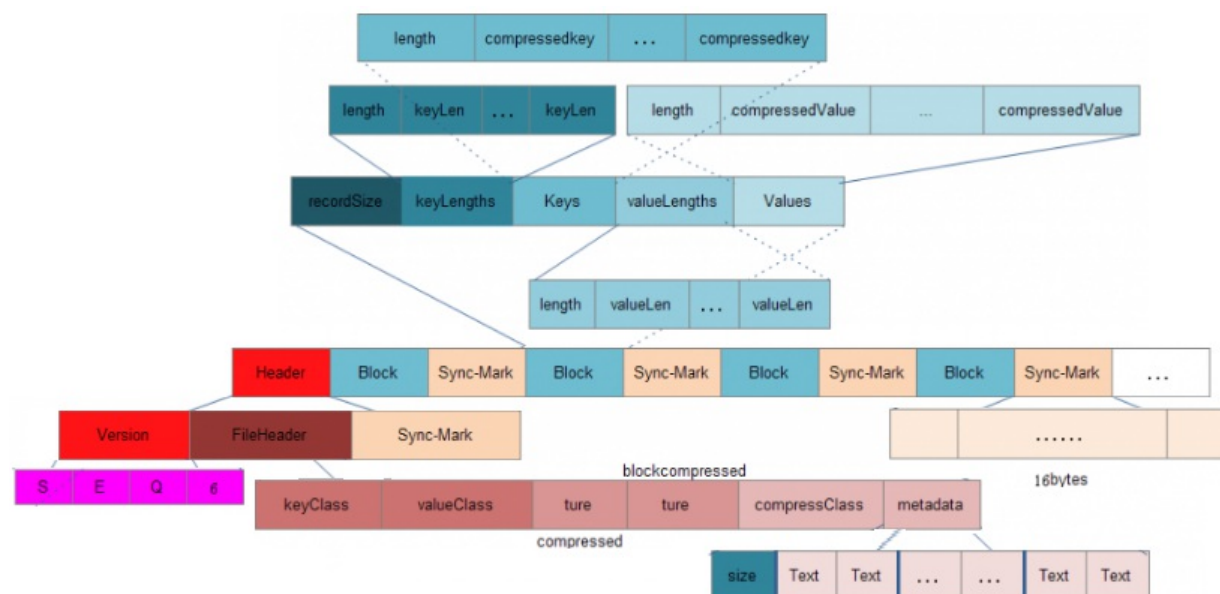 length compressedkey ... compressedkey
length keyLen ... keyLen
length compressedValue ... compressedValue
recordSize keyLengths Keys valueLengths Values
length valueLen ... valueLen
Header Block Sync-Mark Block Sync-Mark Block Sync-Mark Block Sync-Mark ...
Version FileHeader Sync-Mark
......
S E Q 6
blockcompressed
16bytes
keyClass valueClass ture ture compressClass metadata
compressed
size Text Text ... ... Text Text